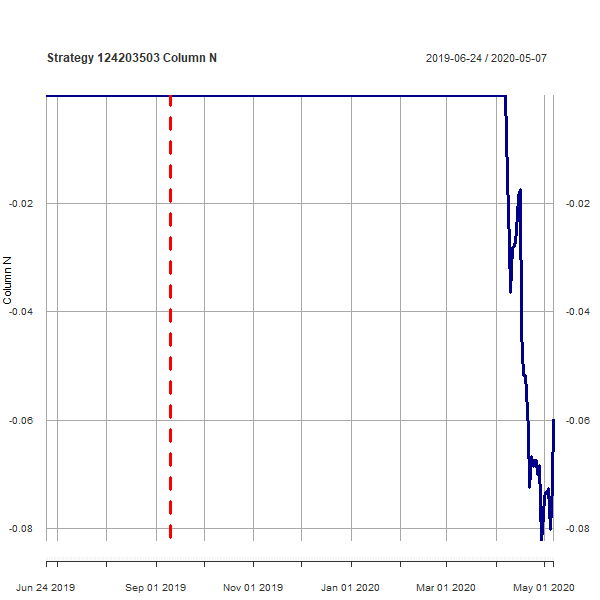 Strategy 124203503 Column N
2019-06-24 / 2020-05-07
Column N
-0.02 -0.02
-0.04 -0.04
-0.06 -0.06
-0.08 -0.08
Jun 24 2019 Sep 01 2019 Nov 01 2019 Jan 01 2020 Mar 01 2020 May 01 2020